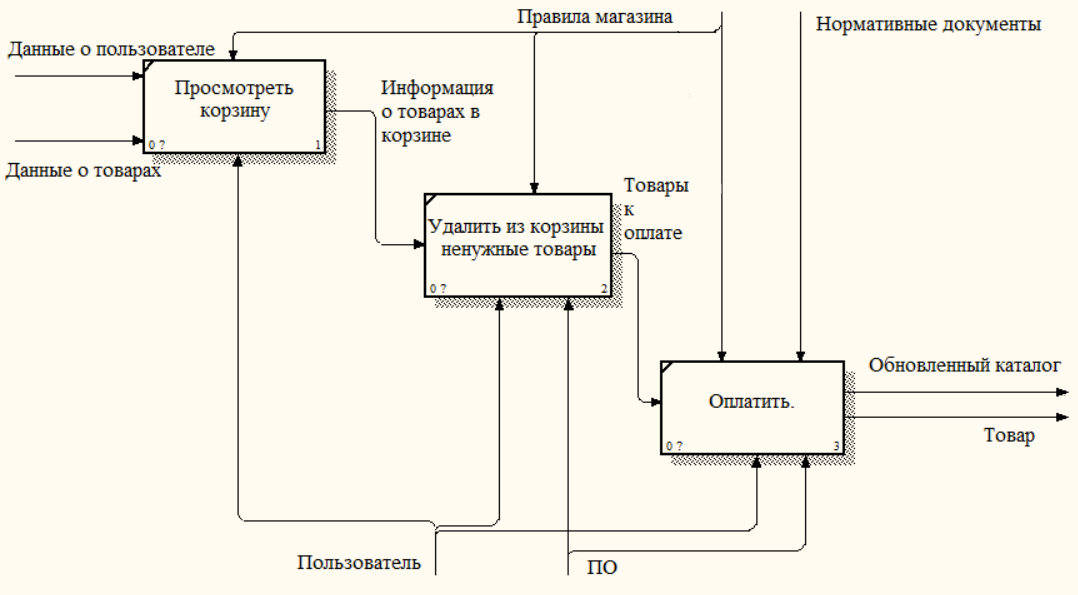 Правила магазина
Нормативные документы
Данные о пользователе
Просмотреть
корзину
0 ?
1
Информация
о товарах в
корзине
Данные о товарах
Товары
к
оплате
Удалить из корзины
ненужные товары
0 ?
2
Обновленный каталог
Оплатить.
Товар
0 ?
3
Пользователь
ПО